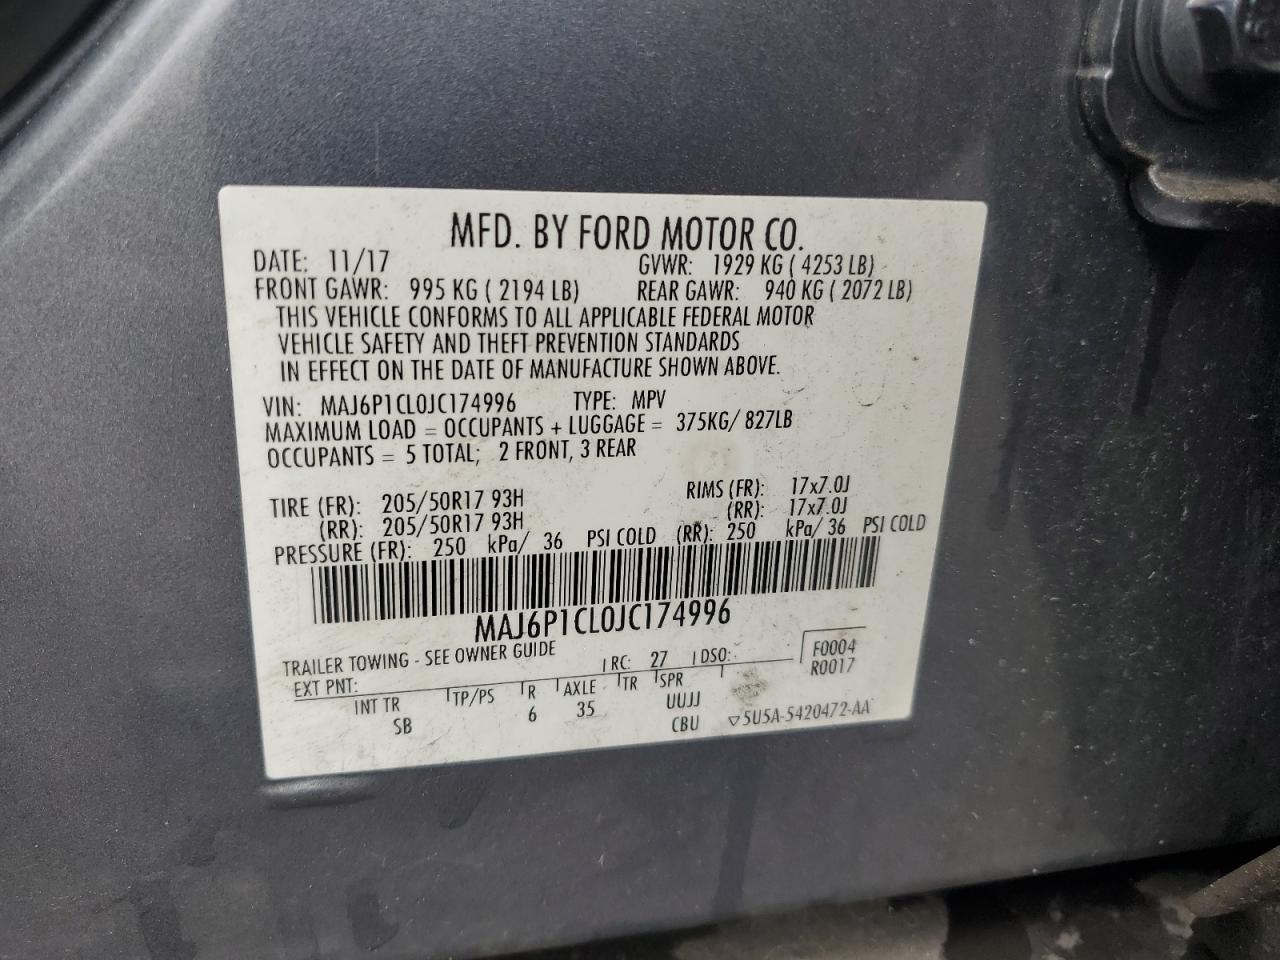 MFD. BY FORD MOTOR CO.
DATE: 11/17 GVWR: 1929 KG ( 4253 LB)
FRONT GAWR: 995 KG ( 2194 LB) REAR GAWR: 940 KG ( 2072 LB)
THIS VEHICLE CONFORMS TO ALL APPLICABLE FEDERAL MOTOR
VEHICLE SAFETY AND THEFT PREVENTION STANDARDS
IN EFFECT ON THE DATE OF MANUFACTURE SHOWN ABOVE.
VIN: MAJ6P1CL0JC174996 TYPE: MPV
MAXIMUM LOAD = OCCUPANTS + LUGGAGE = 375KG/ 827LB
OCCUPANTS = 5 TOTAL; 2 FRONT, 3 REAR
TIRE (FR): 205/50R17 93H RIMS (FR): 17x7.0J
(RR): 205/50R17 93H (RR): 17x7.0J
PRESSURE (FR): 250 kPa/ 36 PSI COLD (RR): 250 kPa/ 36 PSI COLD
MAJ6P1CL0JC174996
TRAILER TOWING - SEE OWNER GUIDE
EXT PNT: RC: 27 DSO: F0004
R0017
INT TR TP/PS R AXLE TR SPR
SB 6 35 UUJJ
CBU ▽5U5A-5420472-AA